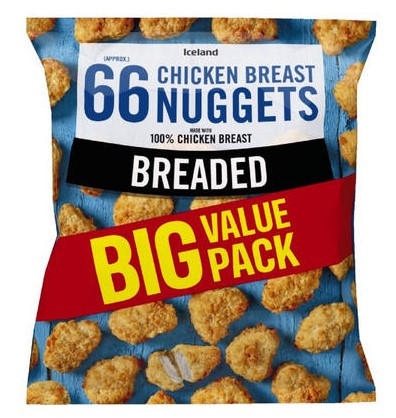 Iceland
(APPROX.)
66 CHICKEN BREAST
NUGGETS
MADE WITH
100% CHICKEN BREAST
BREADED
BIG VALUE
PACK